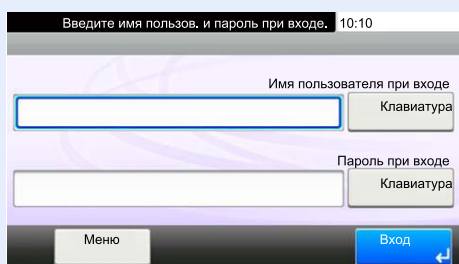 Введите имя пользов. и пароль при входе. 10:10
Имя пользователя при входе
Клавиатура
Пароль при входе
Клавиатура
Меню Вход